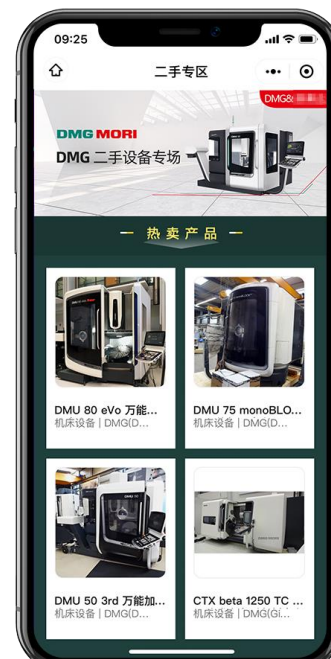 09:25
二手专区
DMG&
DMG MORI
DMG 二手设备专场
热卖产品
DMU 80 eVo 万能...
机床设备 | DMG(D...
DMU 75 monoBLO...
机床设备 | DMG(D...
DMU 50 3rd 万能加...
机床设备 | DMG(D...
CTX beta 1250 TC ...
机床设备 | DMG(Gi...